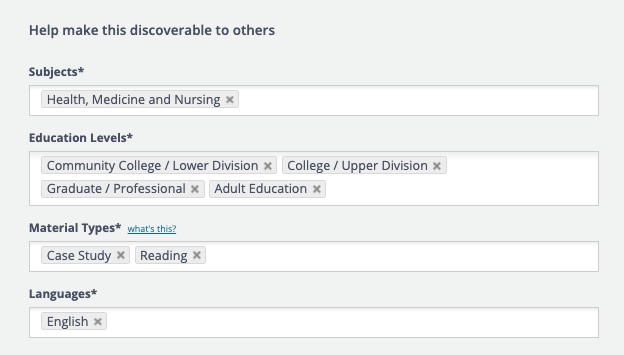 Help make this discoverable to others
Subjects*
Health, Medicine and Nursing ×
Education Levels*
Community College / Lower Division × College / Upper Division ×
Graduate / Professional × Adult Education ×
Material Types* what's this?
Case Study × Reading ×
Languages*
English ×